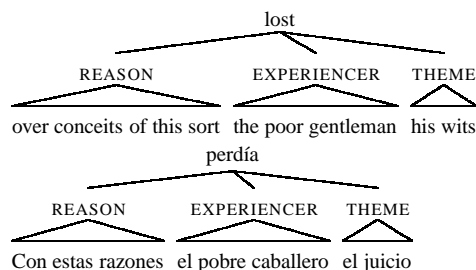 lost
REASON EXPERIENCER THEME
over conceits of this sort the poor gentleman his wits
perdía
REASON EXPERIENCER THEME
Con estas razones el pobre caballero el juicio